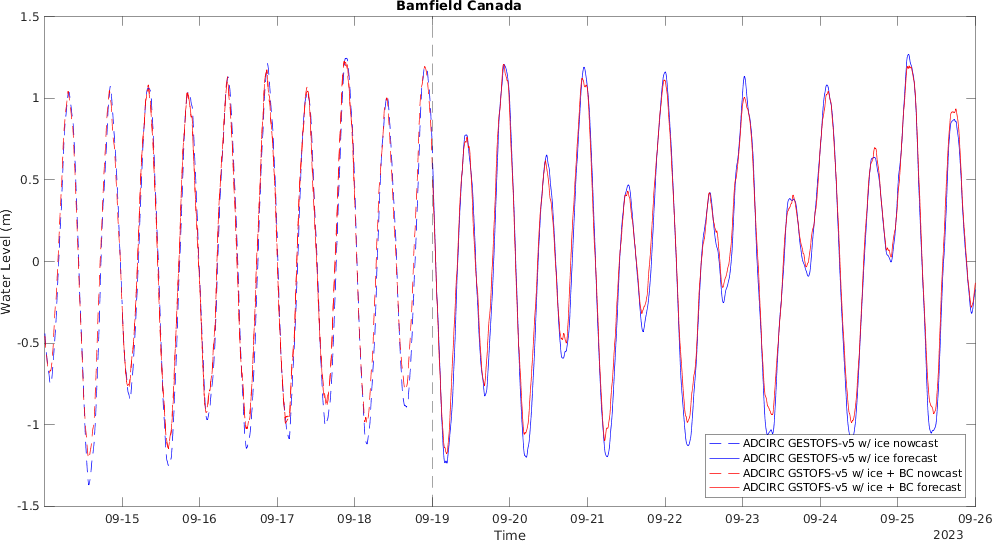 Bamfield Canada
1.5
1
0.5
0
-0.5
-1
-1.5
Water Level (m)
ADCIRC GESTOFS-v5 w/ ice nowcast
ADCIRC GESTOFS-v5 w/ ice forecast
ADCIRC GSTOFS-v5 w/ ice + BC nowcast
ADCIRC GSTOFS-v5 w/ ice + BC forecast
09-15 09-16 09-17 09-18 09-19 09-20 09-21 09-22 09-23 09-24 09-25 09-26
Time
2023